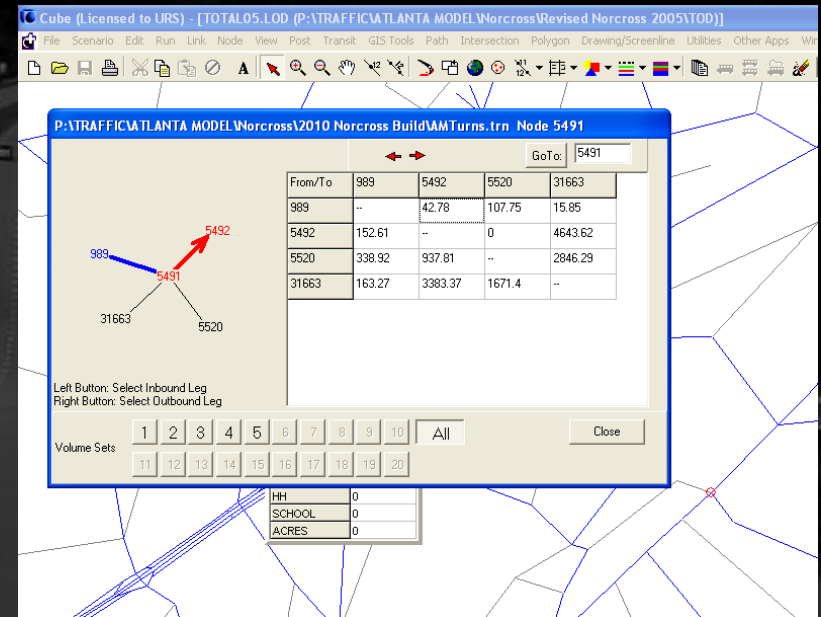 Cube (Licensed to URS) - [TOTAL05.LOD (P:\TRAFFIC\ATLANTA MODEL\Norcross\Revised Norcross 2005\TOD)]
File Scenario Edit Run Link Node View Post Transit GIS Tools Path Intersection Polygon Drawing/Screenline Utilities Other Apps Win
A
P:\TRAFFIC\ATLANTA MODEL\Norcross\2010 Norcross Build\AMTurns.trn Node 5491
GoTo: 5491
From/To 989 5492 5520 31663
989 -- 42.78 107.75 15.85
5492 152.61 -- 0 4643.62
5520 338.92 937.81 -- 2846.29
31663 163.27 3383.37 1671.4 --
5492
989
5491
31663
5520
Left Button: Select Inbound Leg
Right Button: Select Outbound Leg
Volume Sets
1 2 3 4 5 6 7 8 9 10 All
Close
11 12 13 14 15 16 17 18 19 20
HH 0
SCHOOL 0
ACRES 0